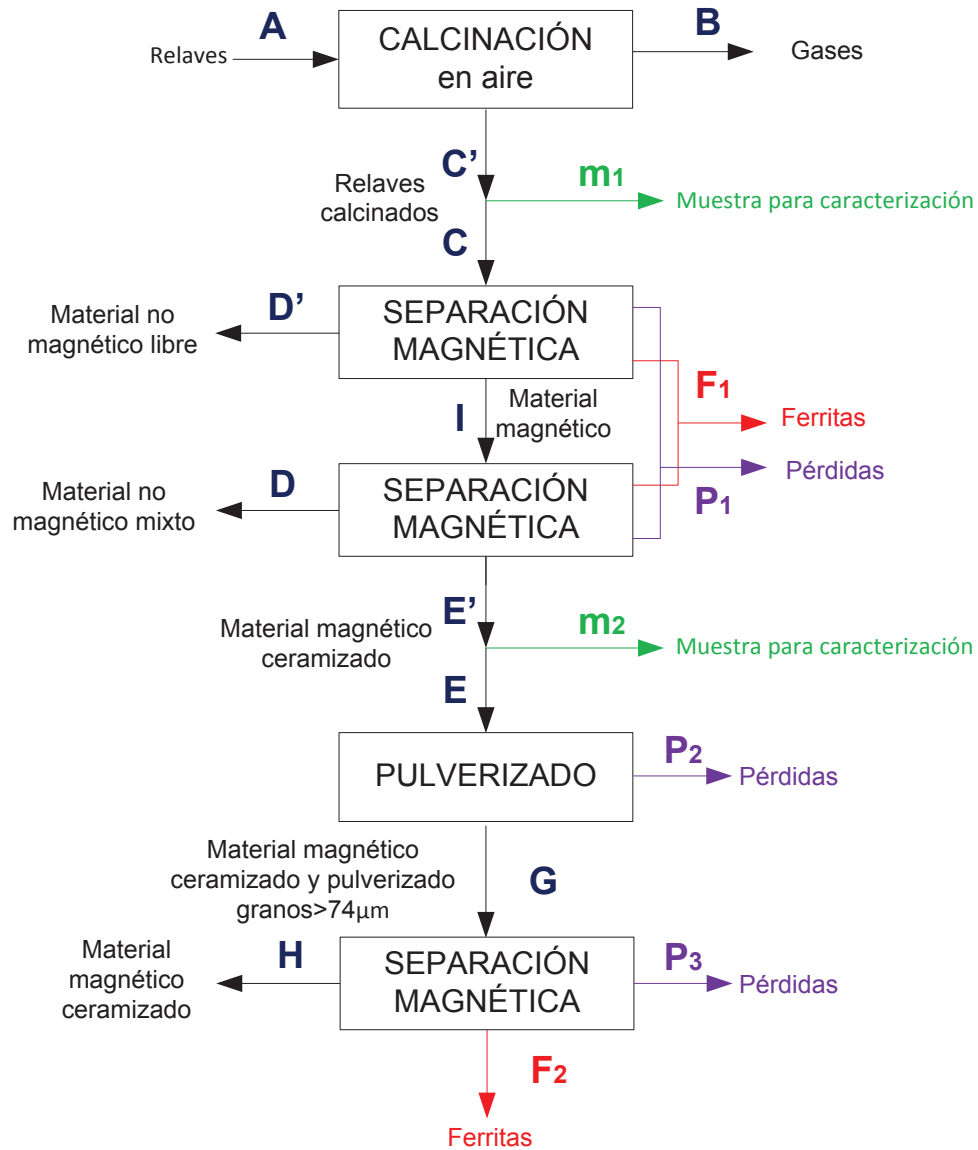 A
Relaves
CALCINACIÓN
en aire
B
Gases
C’
Relaves
calcinados
m1
Muestra para caracterización
C
Material no
magnético libre
D’
SEPARACIÓN
MAGNÉTICA
F1
Ferritas
I
Material
magnético
Pérdidas
P1
Material no
magnético mixto
D
SEPARACIÓN
MAGNÉTICA
E’
Material magnético
ceramizado
m2
Muestra para caracterización
E
PULVERIZADO
P2
Pérdidas
Material magnético
ceramizado y pulverizado
granos>74μm
G
Material
magnético
ceramizado
H
SEPARACIÓN
MAGNÉTICA
P3
Pérdidas
F2
Ferritas